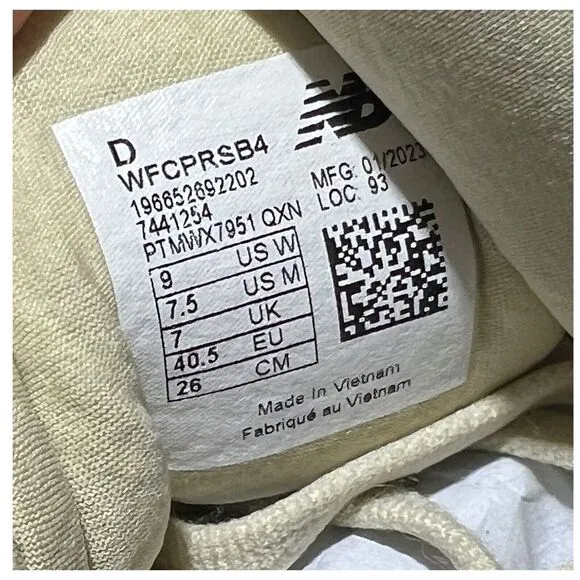 D
WFCPRSB4
196652692202
7441254
PTMWX7951 QXN
MFG: 01/2023
LOC: 93
9 US W
7.5 US M
7 UK
40.5 EU
26 CM
Made In Vietnam
Fabriqué au Vietnam